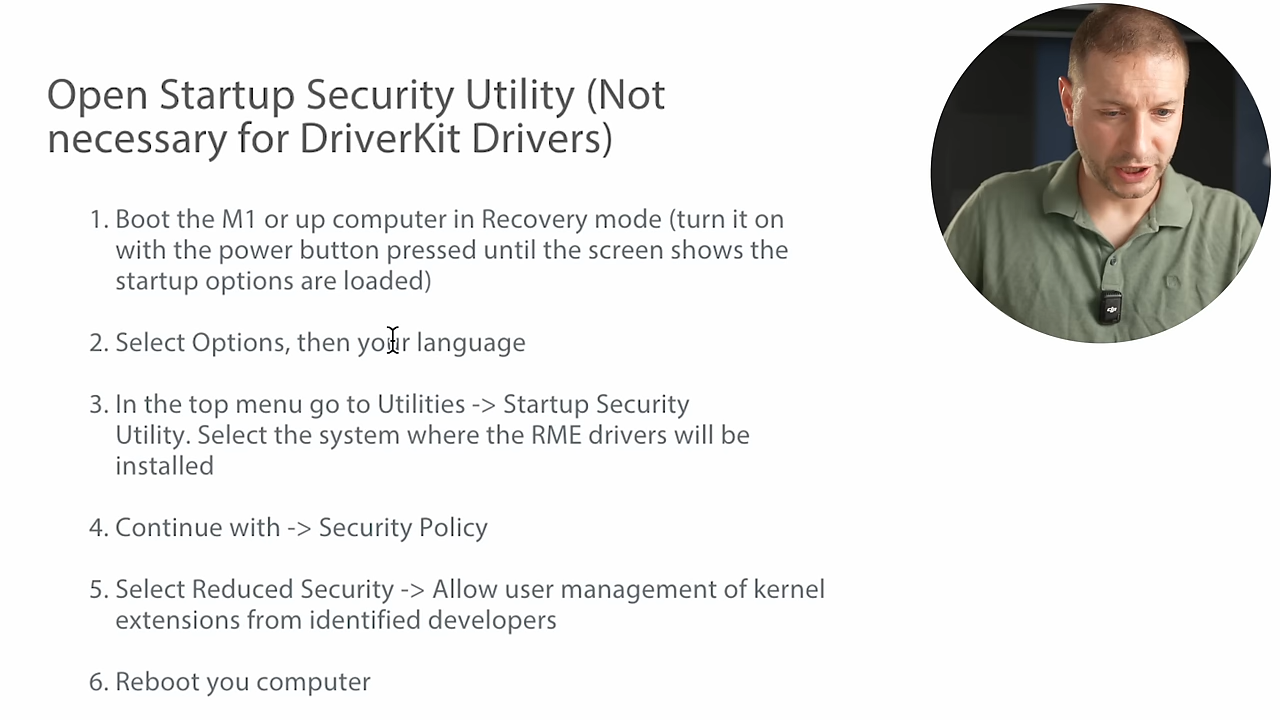 Open Startup Security Utility (Not
necessary for DriverKit Drivers)
1. Boot the M1 or up computer in Recovery mode (turn it on
with the power button pressed until the screen shows the
startup options are loaded)
2. Select Options, then your language
3. In the top menu go to Utilities -> Startup Security
Utility. Select the system where the RME drivers will be
installed
4. Continue with -> Security Policy
5. Select Reduced Security -> Allow user management of kernel
extensions from identified developers
6. Reboot you computer